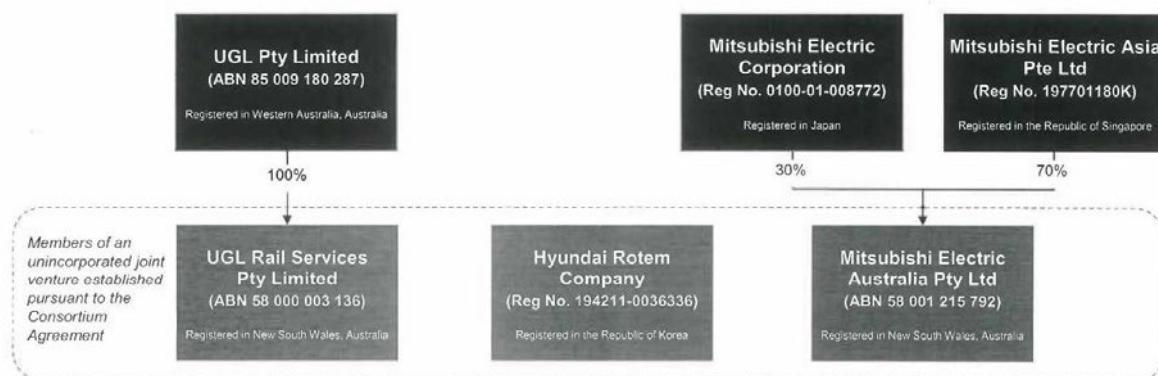 UGL Pty Limited
(ABN 85 009 180 287)
Registered in Western Australia, Australia
Mitsubishi Electric
Corporation
(Reg No. 0100-01-008772)
Registered in Japan
Mitsubishi Electric Asia
Pte Ltd
(Reg No. 197701180K)
Registered in the Republic of Singapore
100%
30%
70%
Members of an
unincorporated joint
venture established
pursuant to the
Consortium
Agreement
UGL Rail Services
Pty Limited
(ABN 58 000 003 136)
Registered in New South Wales, Australia
Hyundai Rotem
Company
(Reg No. 194211-0036336)
Registered in the Republic of Korea
Mitsubishi Electric
Australia Pty Ltd
(ABN 58 001 215 792)
Registered in New South Wales, Australia